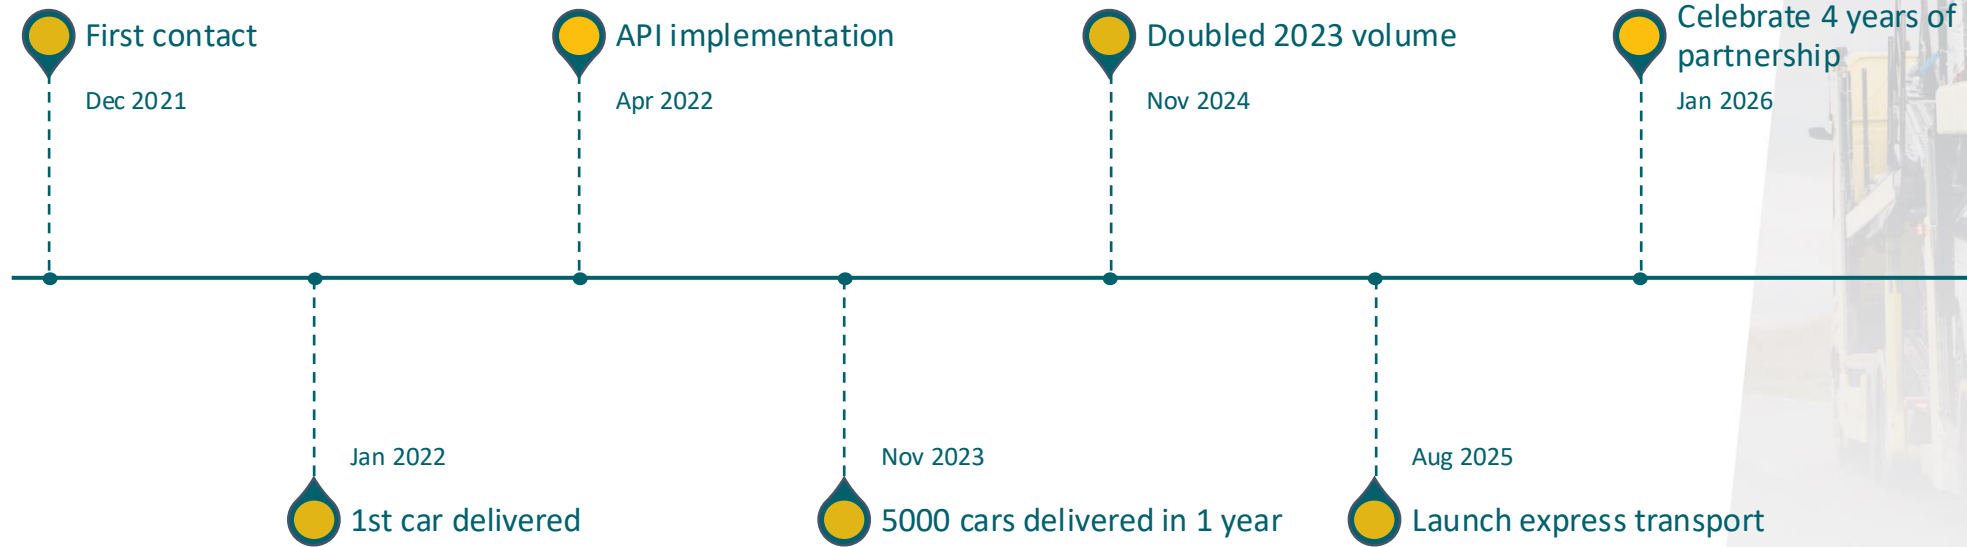 First contact
Dec 2021
API implementation
Apr 2022
Doubled 2023 volume
Nov 2024
Celebrate 4 years of
partnership
Jan 2026
Jan 2022
1st car delivered
Nov 2023
5000 cars delivered in 1 year
Aug 2025
Launch express transport